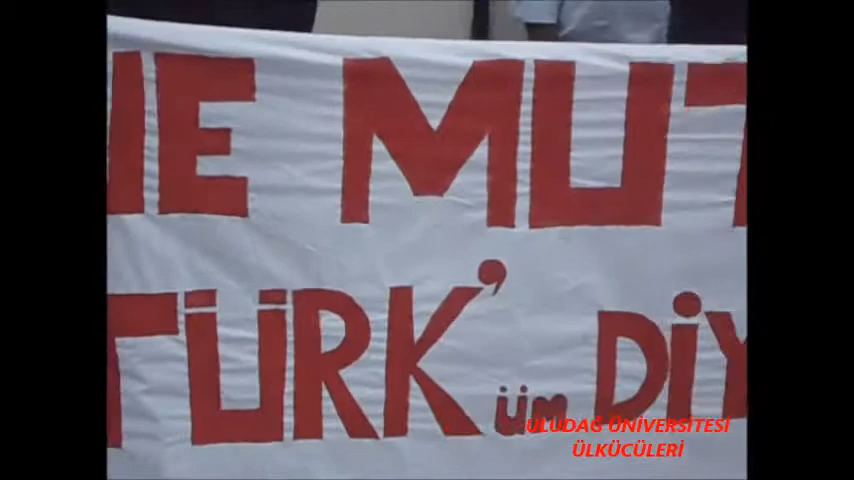 NE MUT
TÜRK'üm DİY
ULUDAĞ ÜNİVERSİTESİ
ÜLKÜCÜLERİ